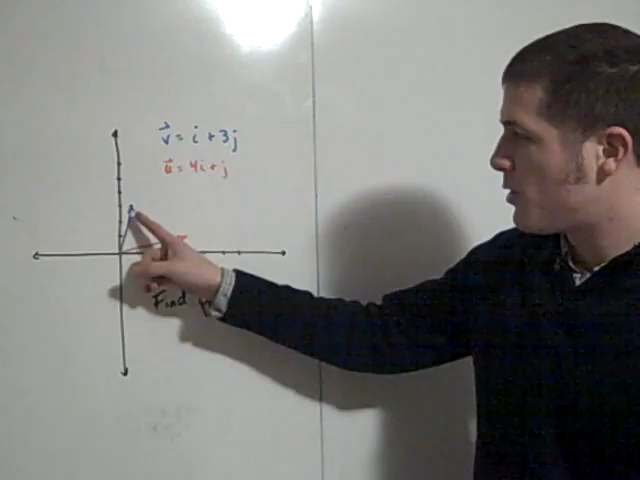 v⃗ = i + 3j
u⃗ = 4i + j
Find